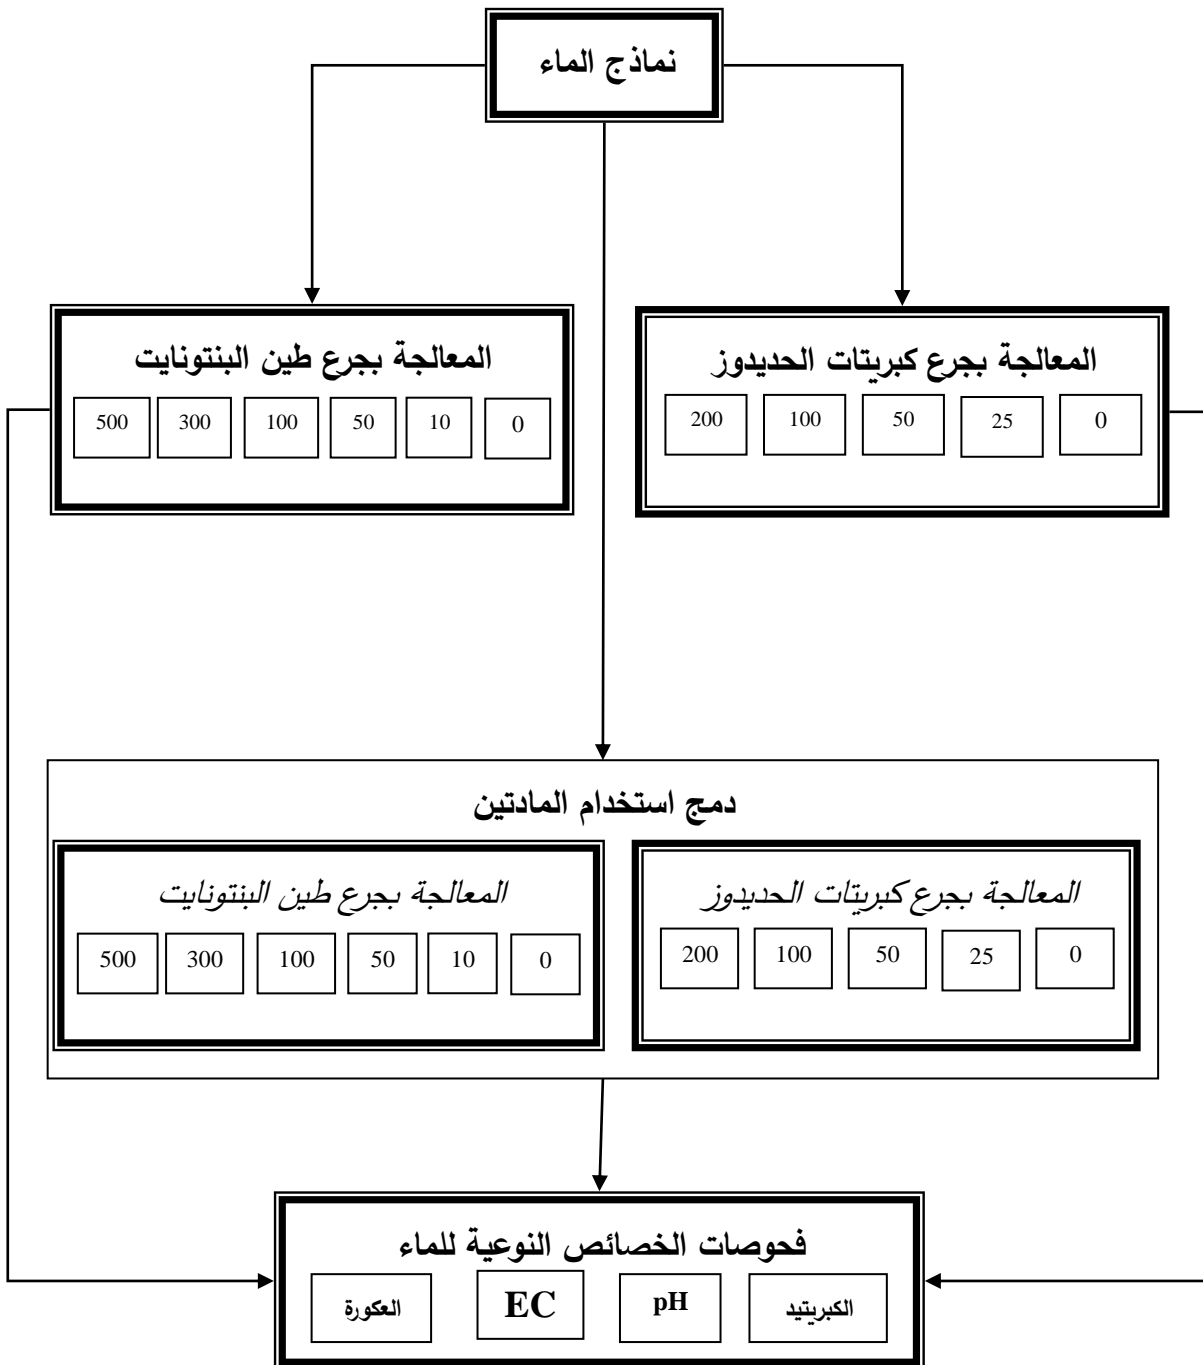 نماذج الماء
المعالجة بجرع كبريتات الحديدوز
0 25 50 100 200
المعالجة بجرع طين البنتونايت
0 10 50 100 300 500
دمج استخدام المادتين
المعالجة بجرع كبريتات الحديدوز
0 25 50 100 200
المعالجة بجرع طين البنتونايت
0 10 50 100 300 500
فحوصات الخصائص النوعية للماء
الكبريتيد pH EC العكورة